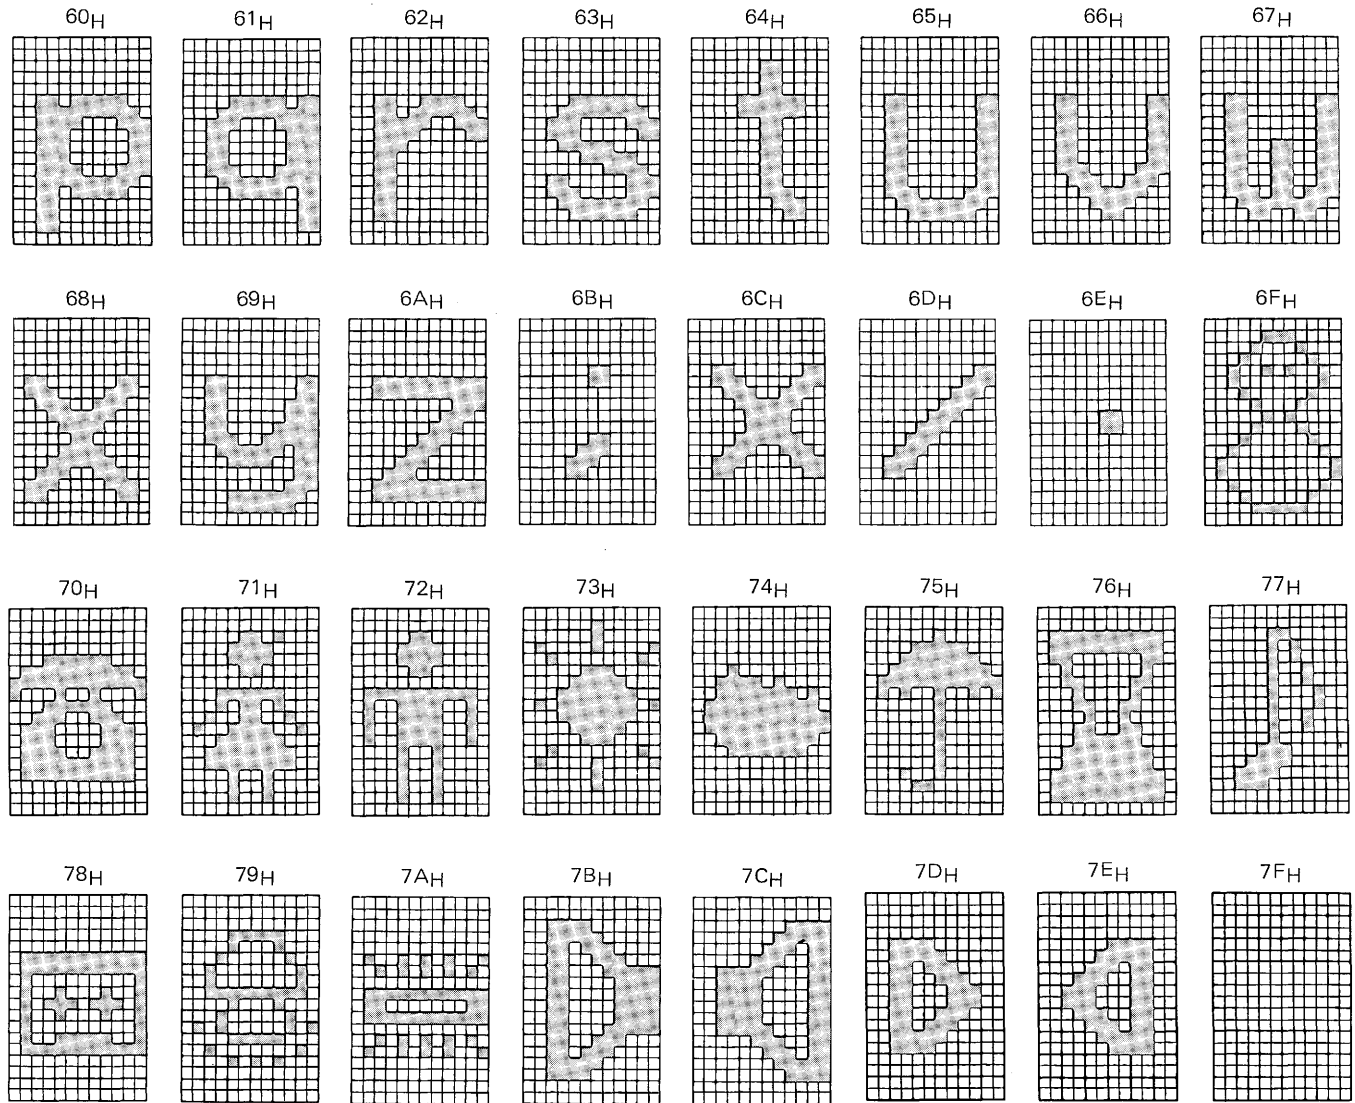 60H 61H 62H 63H 64H 65H 66H 67H
p q r s t u v w
68H 69H 6AH 6BH 6CH 6DH 6EH 6FH
x y z ; × / ·
70H 71H 72H 73H 74H 75H 76H 77H
78H 79H 7AH 7BH 7CH 7DH 7EH 7FH